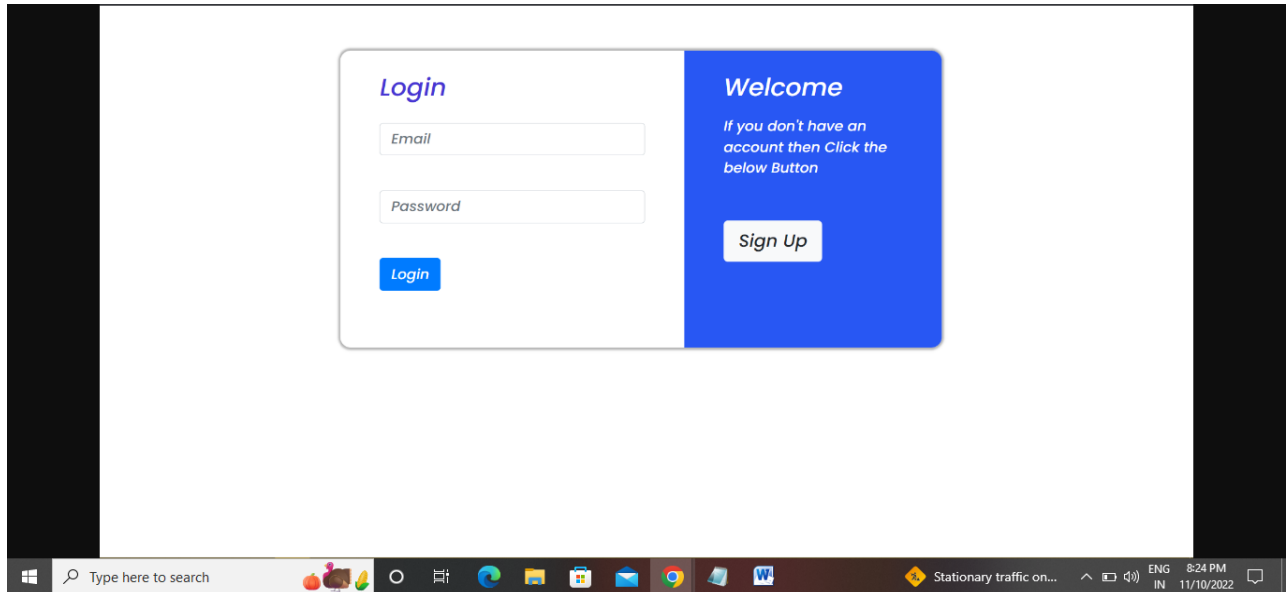 Login
Email
Password
Login
Welcome
If you don't have an
account then Click the
below Button
Sign Up
Type here to search
W
Stationary traffic on...
ENG
IN
8:24 PM
11/10/2022